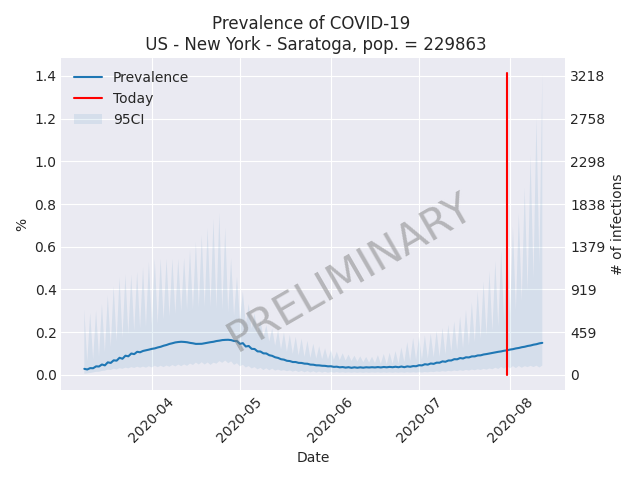 Prevalence of COVID-19
US - New York - Saratoga, pop. = 229863
1.4
1.2
1.0
0.8
0.6
0.4
0.2
0.0
%
Prevalence
Today
95CI
PRELIMINARY
3218
2758
2298
1838
1379
919
459
0
# of infections
2020-04
2020-05
2020-06
2020-07
2020-08
Date